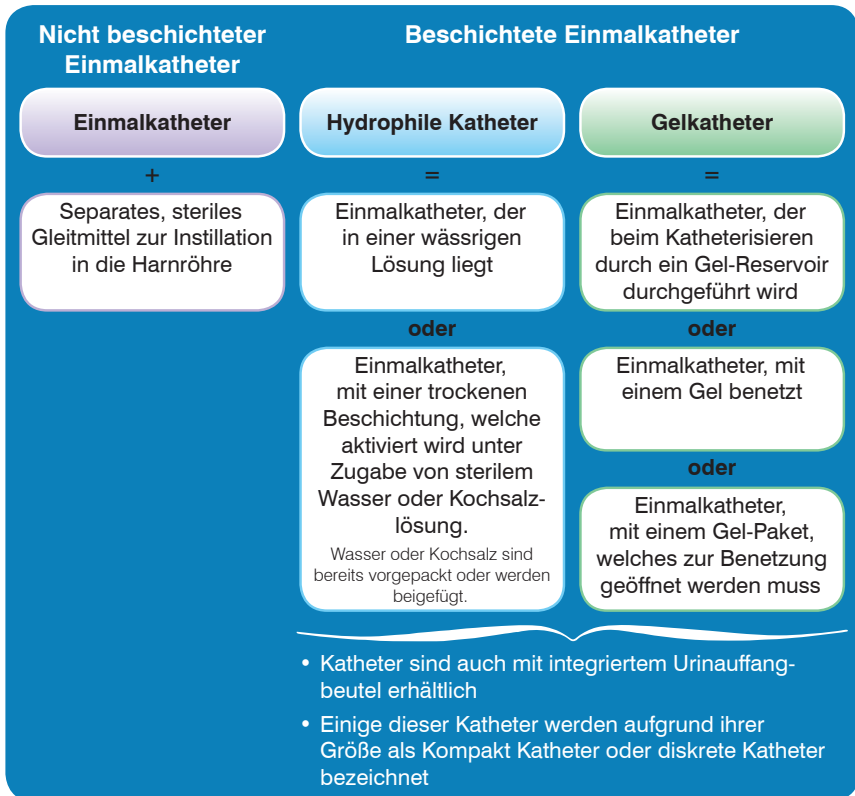 Nicht beschichteter
Einmalkatheter
Beschichtete Einmalkatheter
Einmalkatheter
+
Separates, steriles
Gleitmittel zur Instillation
in die Harnröhre
Hydrophile Katheter
=
Einmalkatheter, der
in einer wässrigen
Lösung liegt
oder
Einmalkatheter,
mit einer trockenen
Beschichtung, welche
aktiviert wird unter
Zugabe von sterilem
Wasser oder Kochsalz-
lösung.
Wasser oder Kochsalz sind
bereits vorgepackt oder werden
beigefügt.
Gelkatheter
=
Einmalkatheter, der
beim Katheterisieren
durch ein Gel-Reservoir
durchgeführt wird
oder
Einmalkatheter, mit
einem Gel benetzt
oder
Einmalkatheter,
mit einem Gel-Paket,
welches zur Benetzung
geöffnet werden muss
• Katheter sind auch mit integriertem Urinauffang-
beutel erhältlich
• Einige dieser Katheter werden aufgrund ihrer
Größe als Kompakt Katheter oder diskrete Katheter
bezeichnet